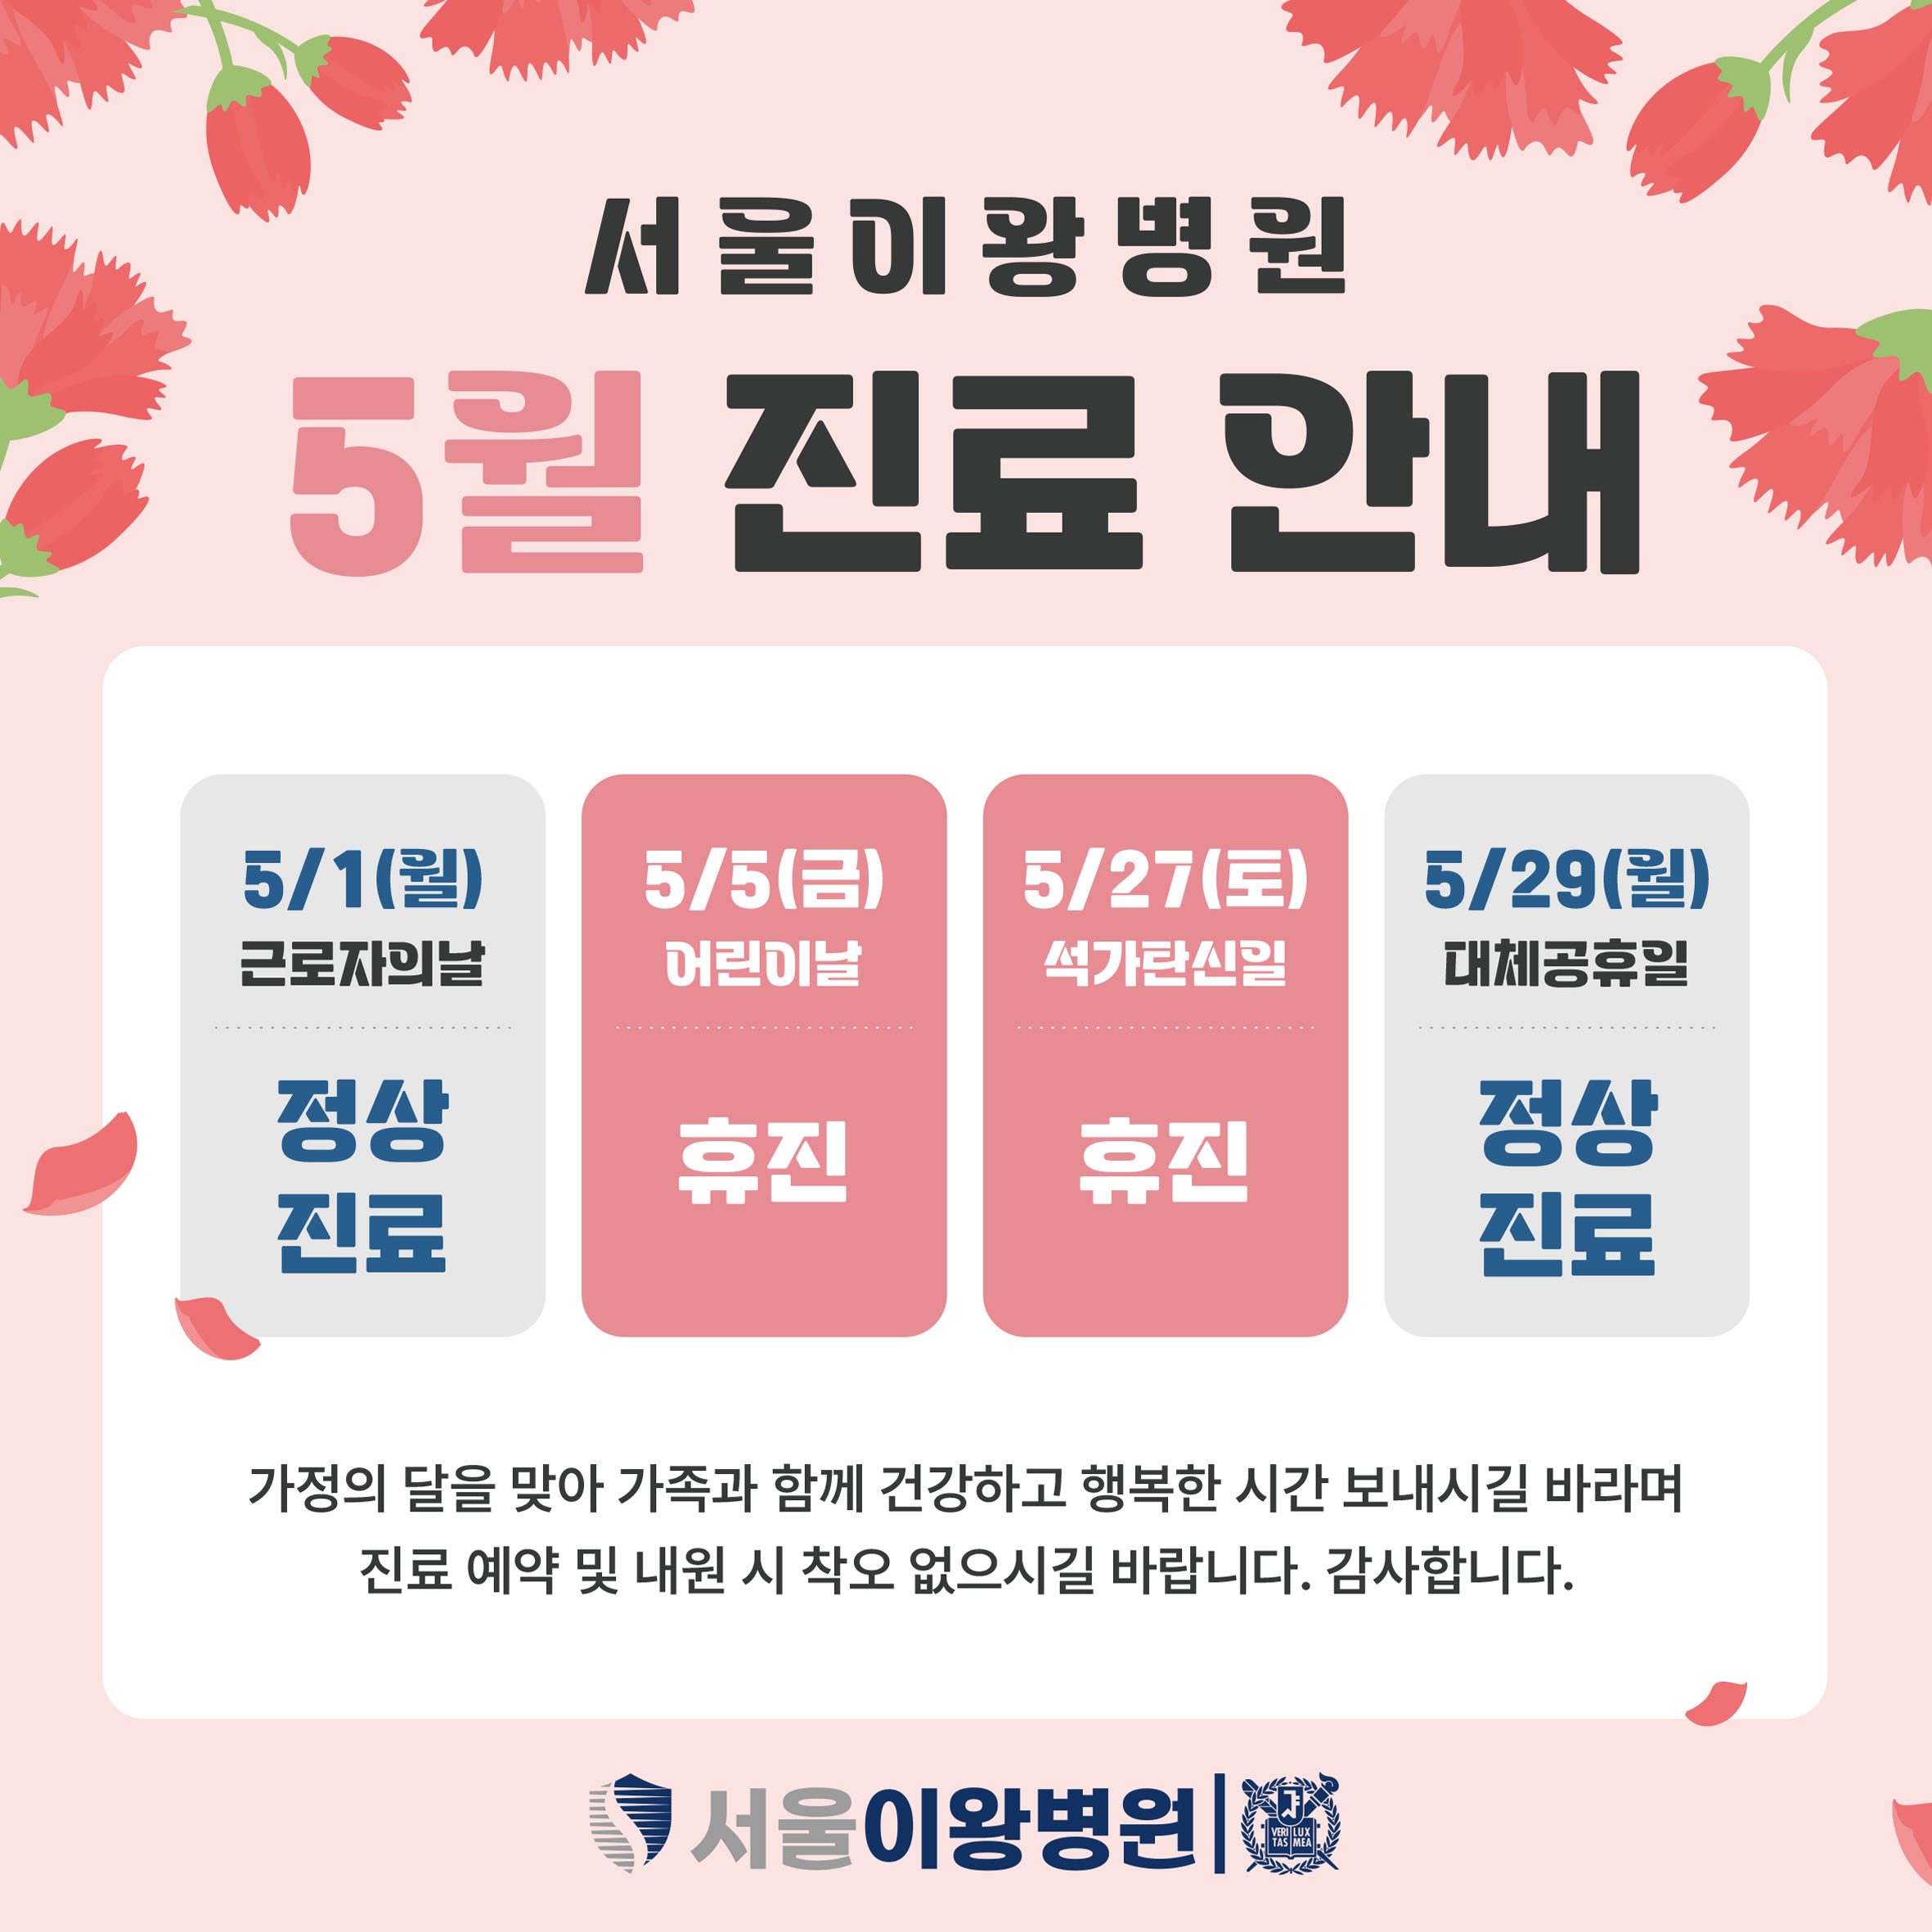 서울이왕병원
5월 진료 안내
5/1(월)
근로자의날
정상
진료
5/5(금)
어린이날
휴진
5/27(토)
석가탄신일
휴진
5/29(월)
대체공휴일
정상
진료
가정의 달을 맞아 가족과 함께 건강하고 행복한 시간 보내시길 바라며
진료 예약 및 내원 시 착오 없으시길 바랍니다. 감사합니다.
서울이왕병원
VERI LUX
TAS MEA